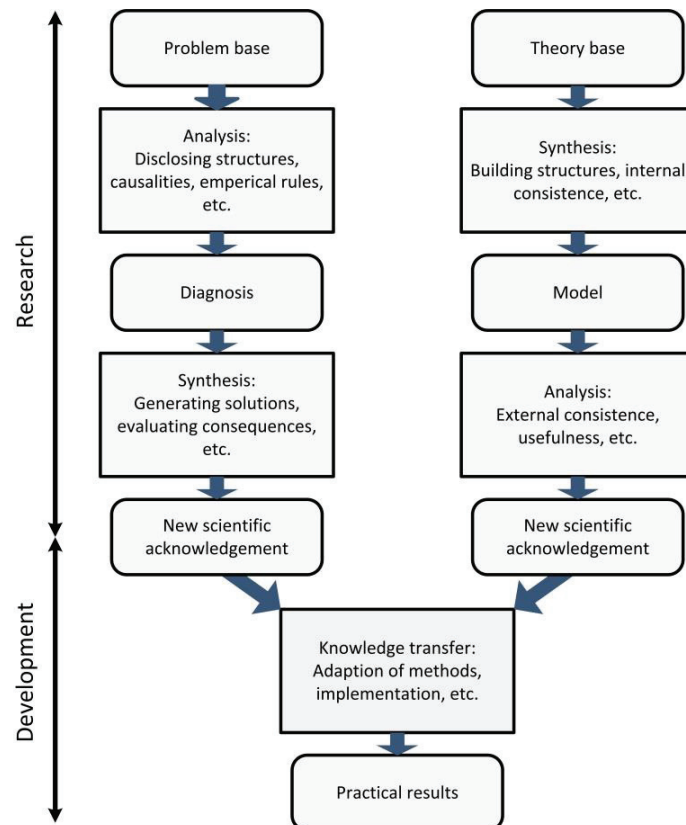 Problem base
Theory base
Analysis:
Disclosing structures,
causalities, emperical rules,
etc.
Synthesis:
Building structures, internal
consistence, etc.
Diagnosis
Model
Synthesis:
Generating solutions,
evaluating consequences,
etc.
Analysis:
External consistence,
usefulness, etc.
New scientific
acknowledgement
New scientific
acknowledgement
Research
Knowledge transfer:
Adaption of methods,
implementation, etc.
Practical results
Development